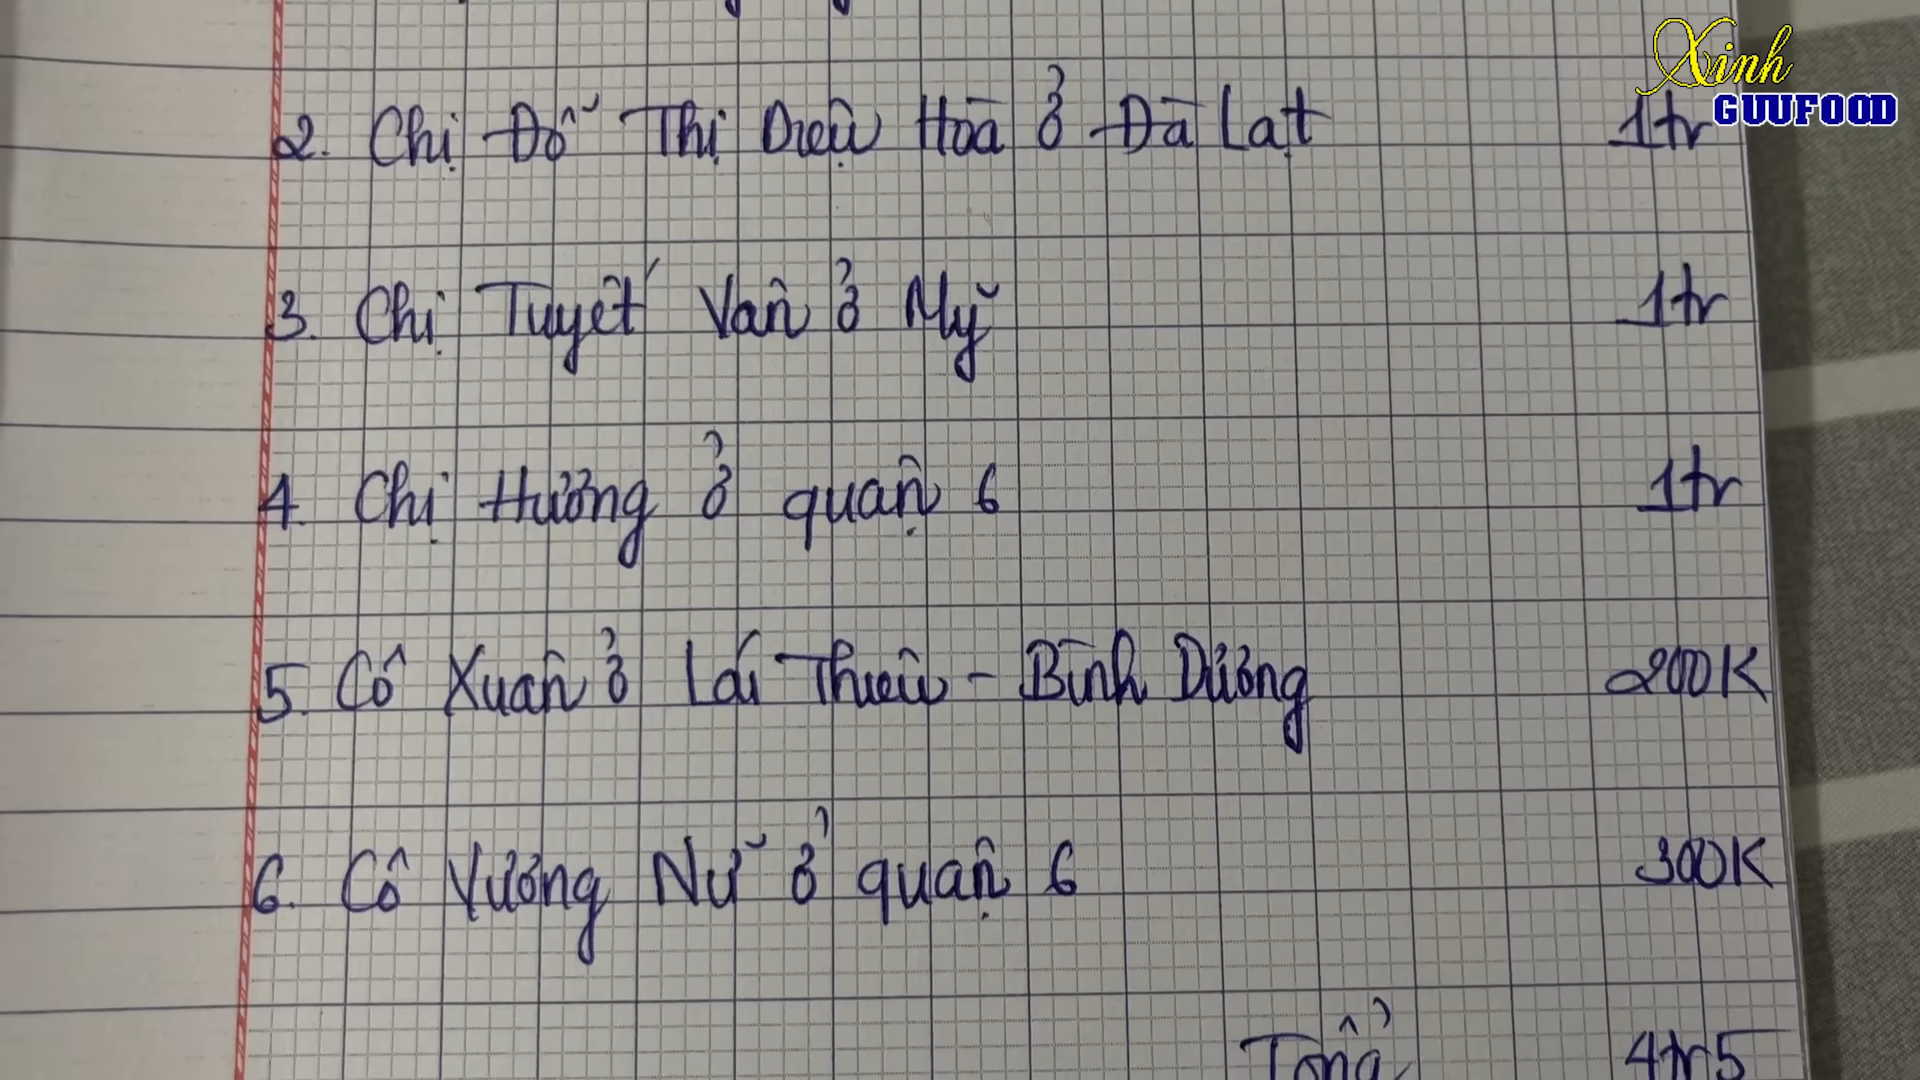 Xinh
GUUFOOD
2. Chị Đỗ Thị Diệu Hòa ở Đà Lạt 1tr
3. Chị Tuyết Vân ở Mỹ 1tr
4. Chị Hương ở quận 6 1tr
5. Cô Xuân ở Lái Thiêu - Bình Dương 200K
6. Cô Vương Nữ ở quận 6 300K
Tổng 4tr5